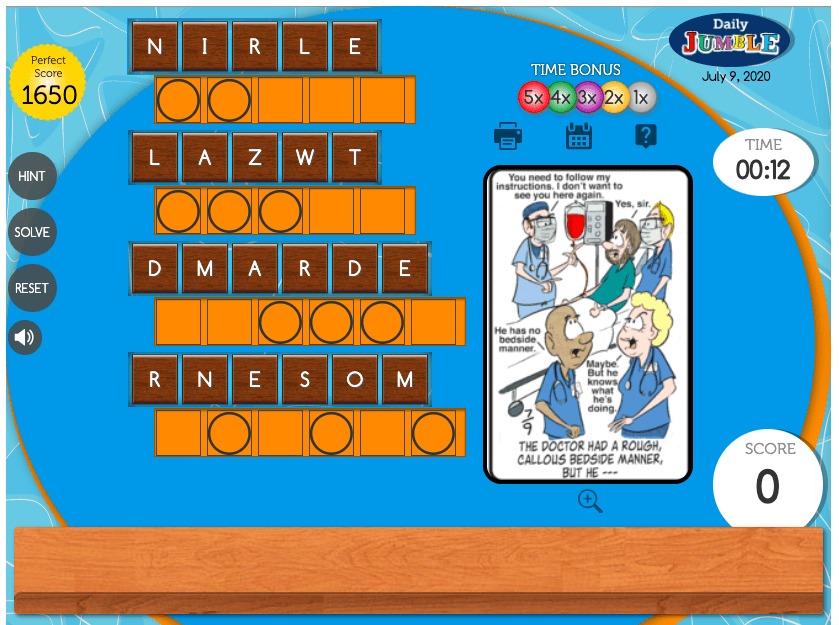 Perfect
Score
1650
N I R L E
L A Z W T
D M A R D E
R N E S O M
HINT
SOLVE
RESET
TIME BONUS
5x 4x 3x 2x 1x
?
Daily
JUMBLE
July 9, 2020
TIME
00:12
You need to follow my
instructions. I don't want to
see you here again.
Yes, sir.
He has no
bedside
manner.
Maybe.
But he
knows
what
he's
doing.
7/9
THE DOCTOR HAD A ROUGH,
CALLOUS BEDSIDE MANNER,
BUT HE ---
SCORE
0